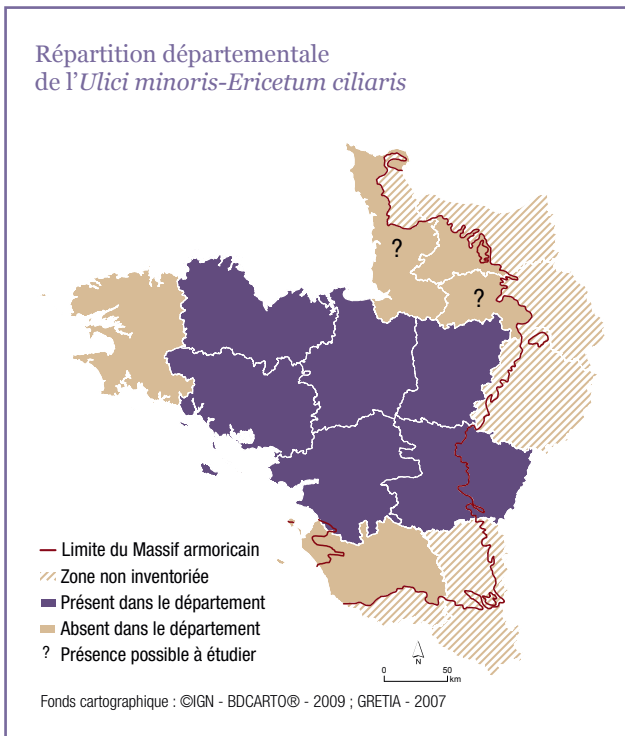 Répartition départementale
de l'Ulici minoris-Ericetum ciliaris
?
?
Limite du Massif armoricain
Zone non inventoriée
Présent dans le département
Absent dans le département
? Présence possible à étudier
N
0 50
km
Fonds cartographique : ©IGN - BDCARTO® - 2009 ; GRETIA - 2007